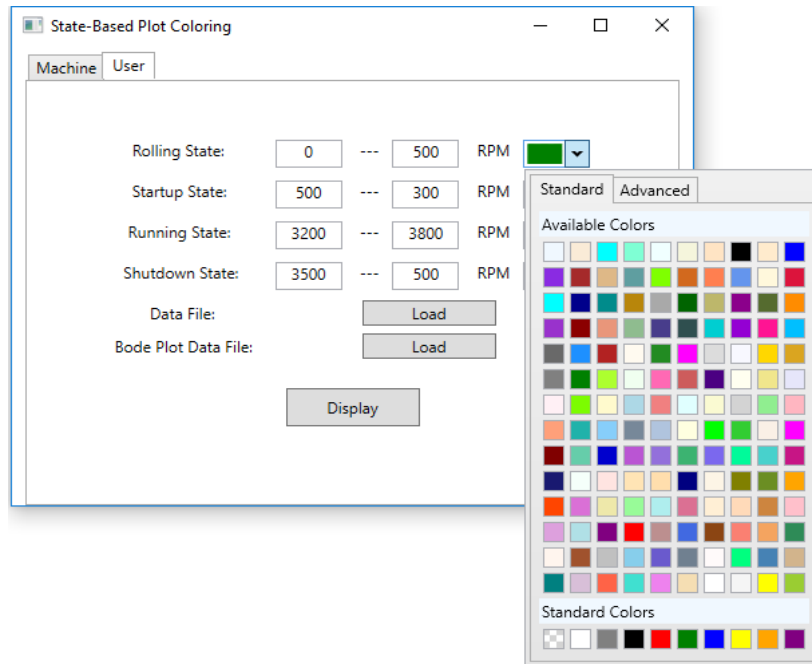 State-Based Plot Coloring
Machine User
Rolling State: 0 --- 500 RPM
Startup State: 500 --- 300 RPM
Running State: 3200 --- 3800 RPM
Shutdown State: 3500 --- 500 RPM
Data File: Load
Bode Plot Data File: Load
Display
Standard Advanced
Available Colors
Standard Colors